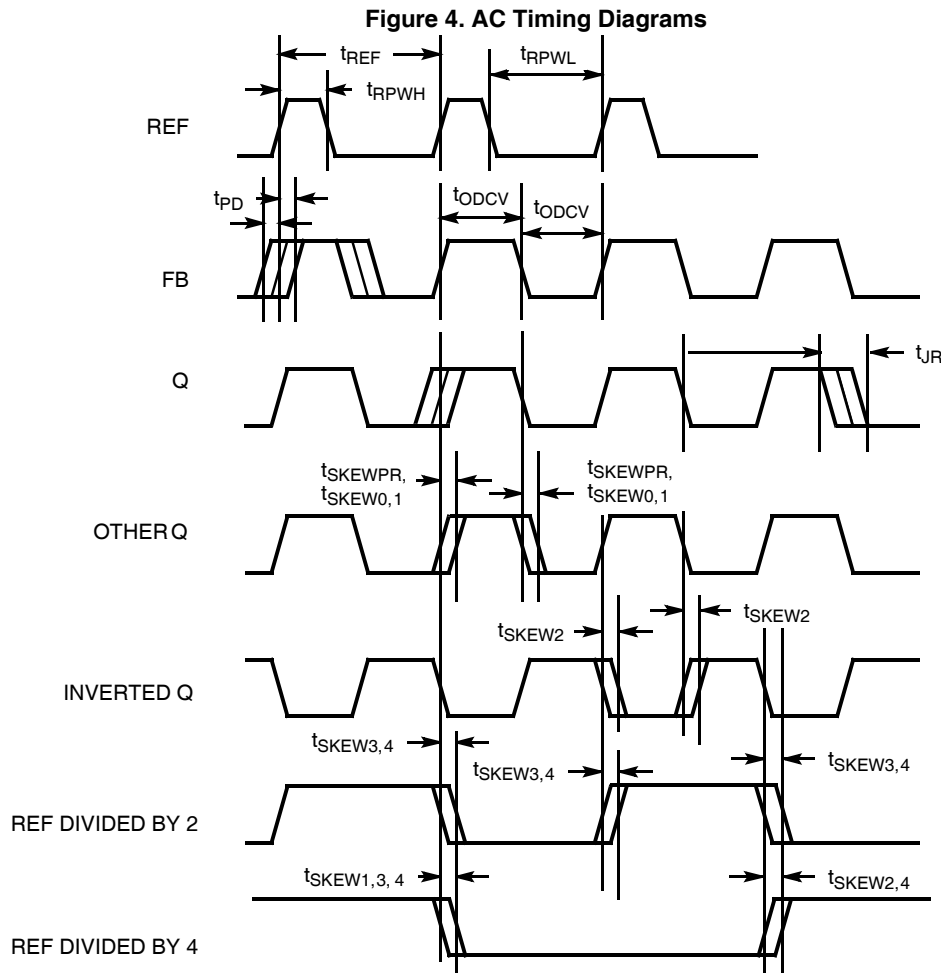 Figure 4. AC Timing Diagrams
tREF
tRPWL
tRPWH
REF
tPD
tODCV
tODCV
FB
tJR
Q
tSKEWPR,
tSKEW0,1
tSKEWPR,
tSKEW0,1
OTHER Q
tSKEW2
tSKEW2
INVERTED Q
tSKEW3,4
tSKEW3,4
tSKEW3,4
REF DIVIDED BY 2
tSKEW1,3, 4
tSKEW2,4
REF DIVIDED BY 4